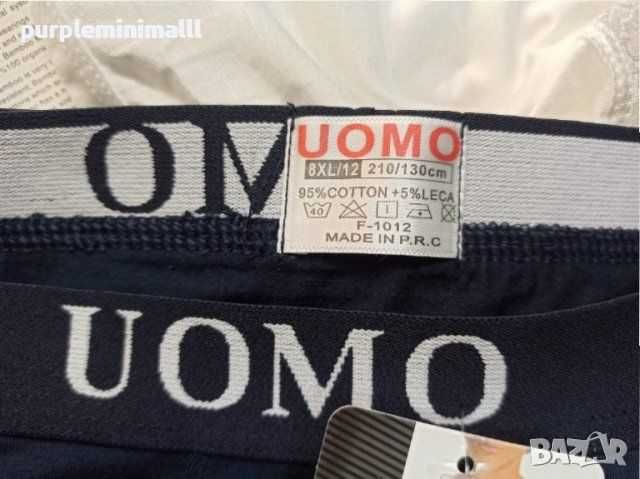 purpleminimalll
OM
UOMO
8XL/12 210/130cm
95%COTTON +5%LECA
40
F-1012
MADE IN P.R.C
UOMO
BAZAR